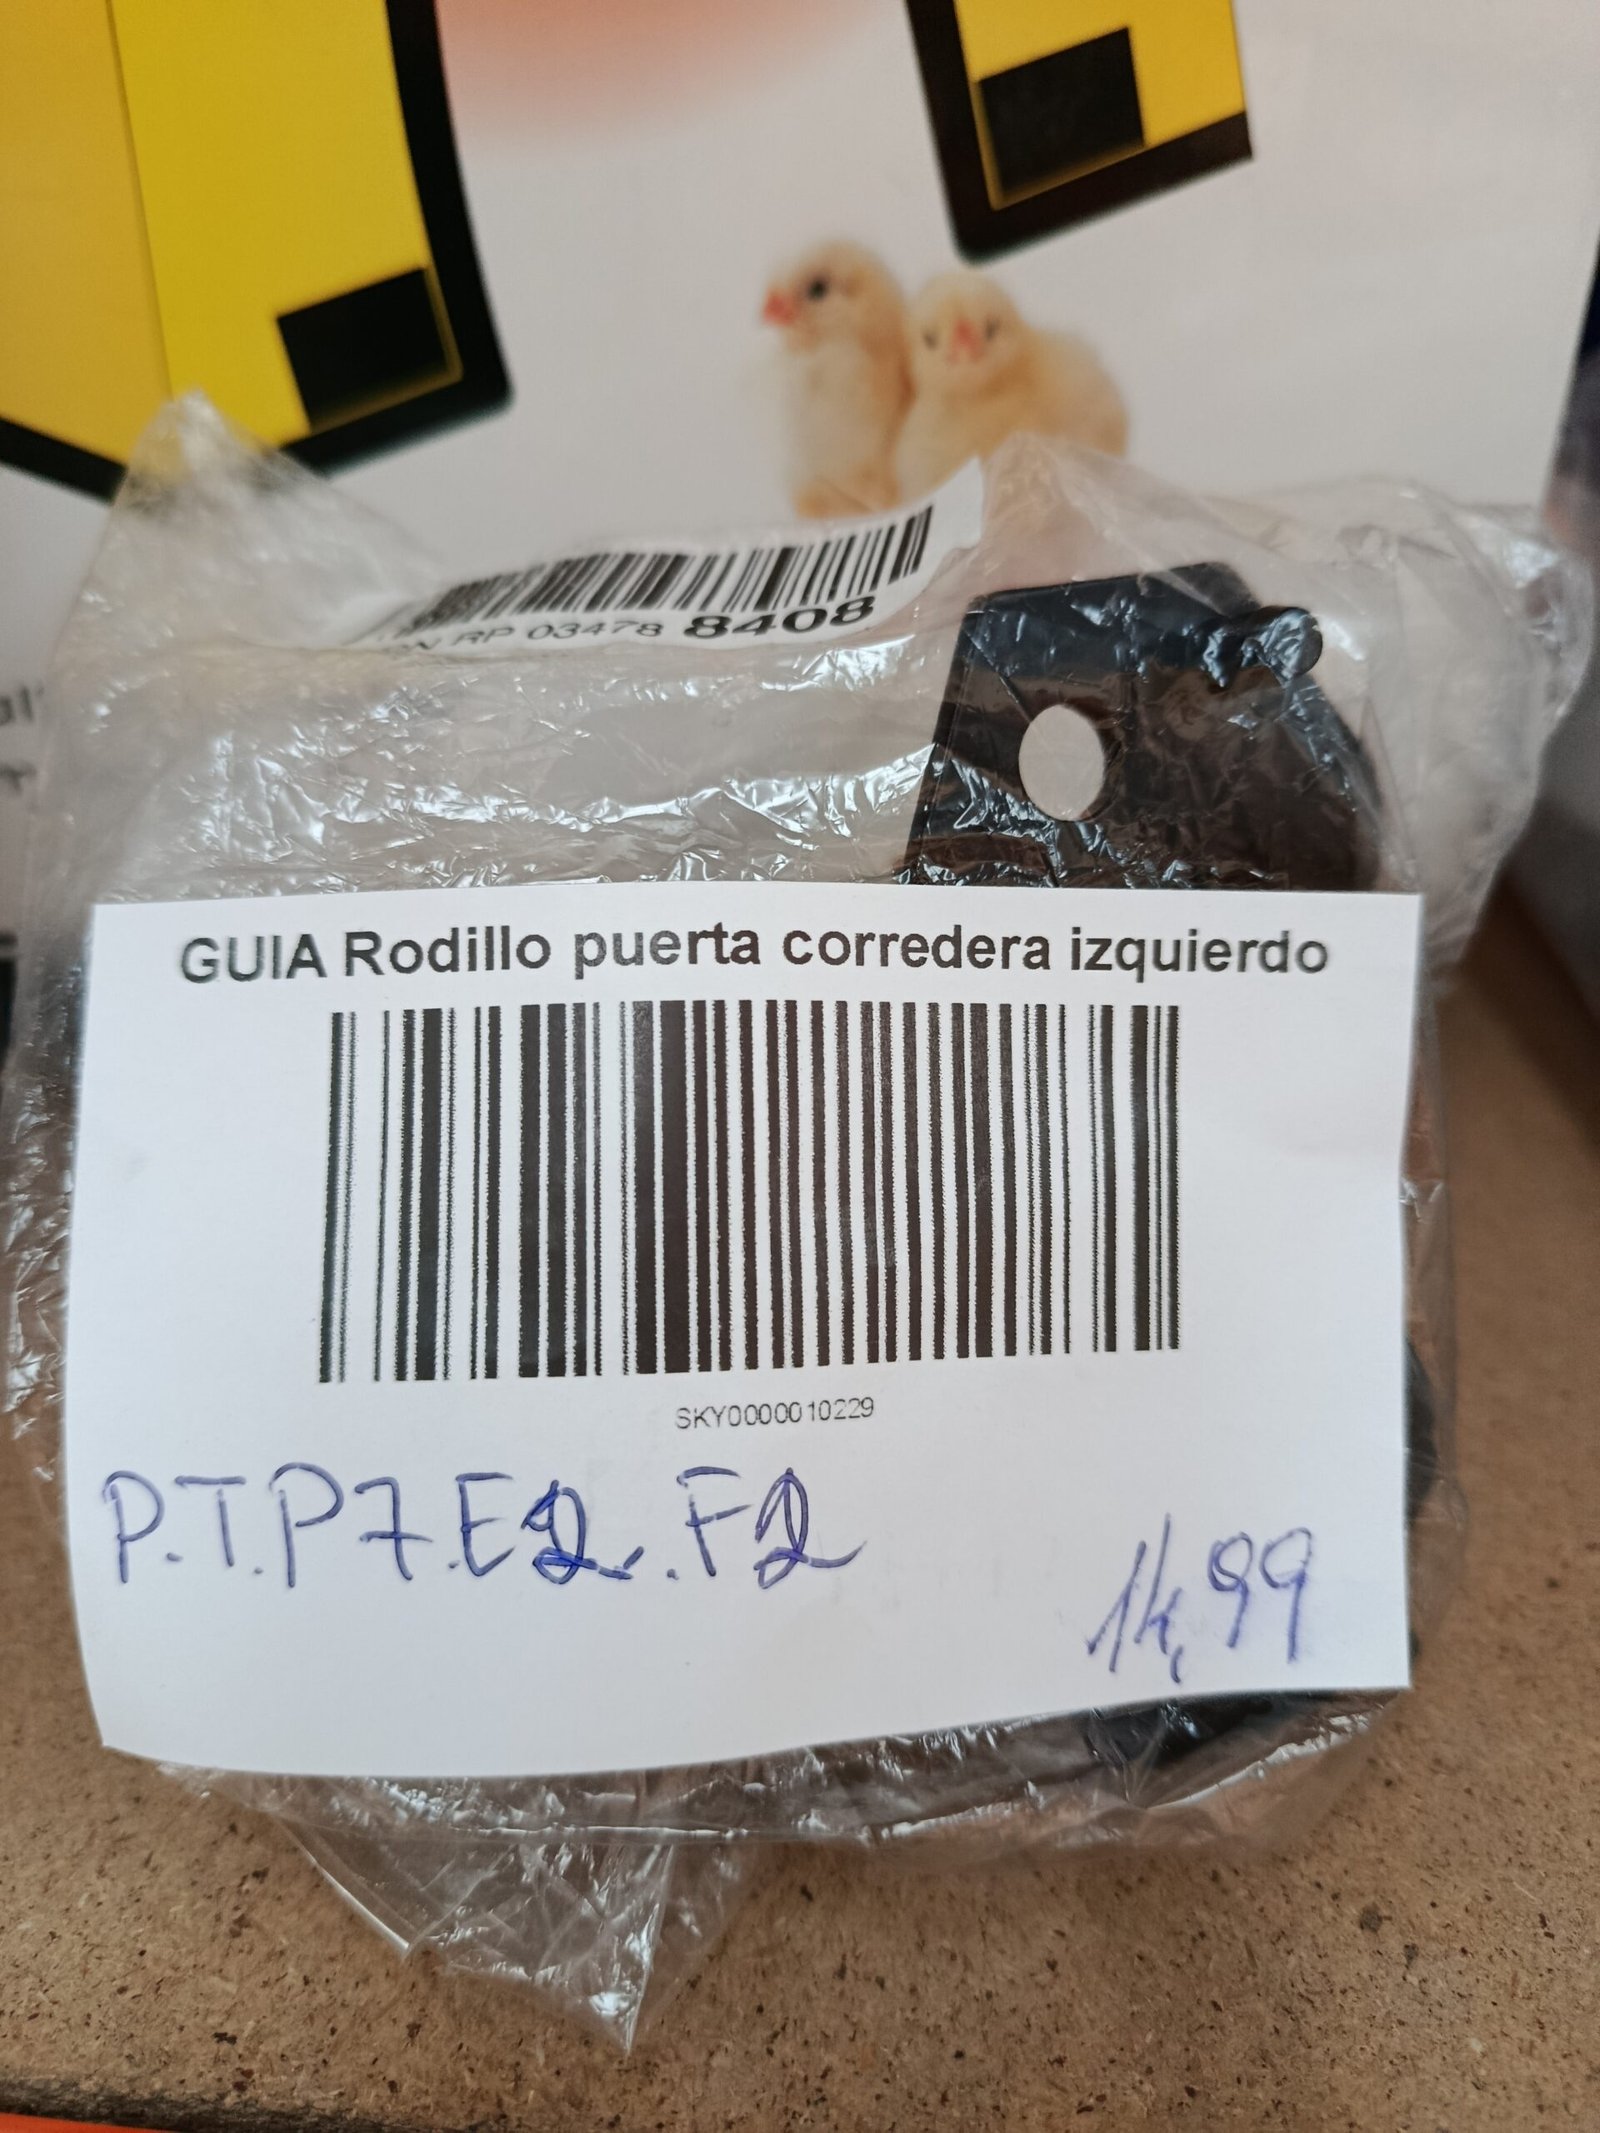 RP 03478 8408
GUIA Rodillo puerta corredera izquierdo
SKY0000010229
P.T.P7.E2..F2
14,99